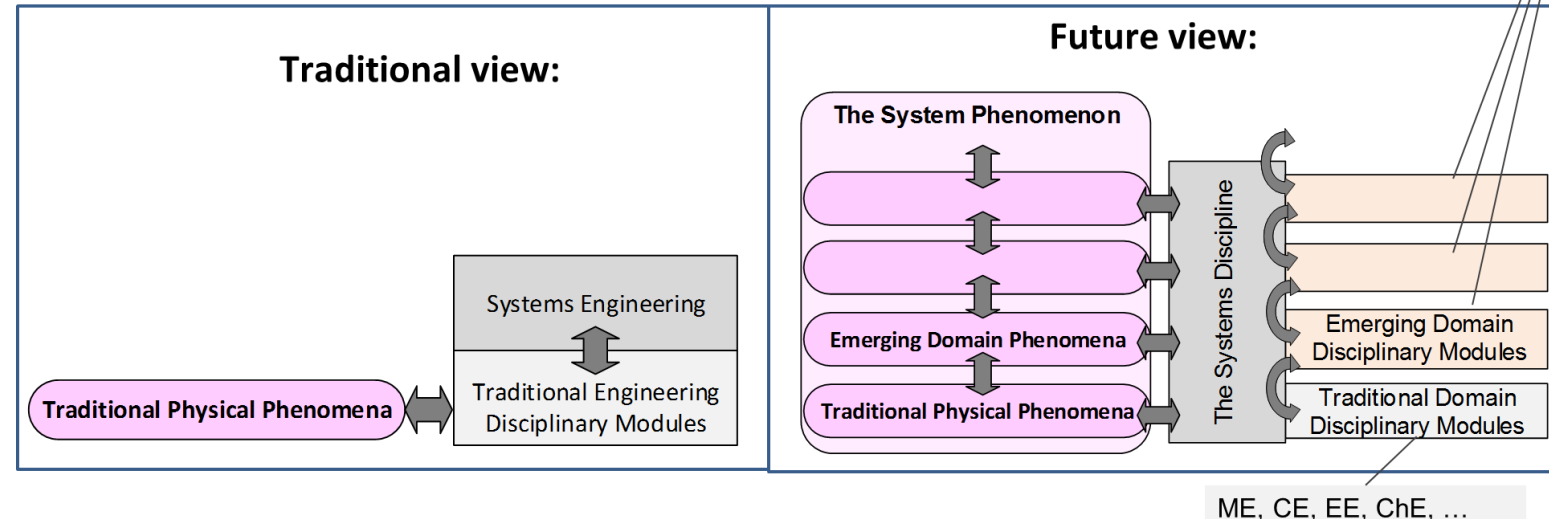 Traditional view:
Systems Engineering
Traditional Engineering
Disciplinary Modules
Traditional Physical Phenomena
Future view:
The System Phenomenon
Emerging Domain Phenomena
Traditional Physical Phenomena
The Systems Discipline
Emerging Domain
Disciplinary Modules
Traditional Domain
Disciplinary Modules
ME, CE, EE, ChE, …